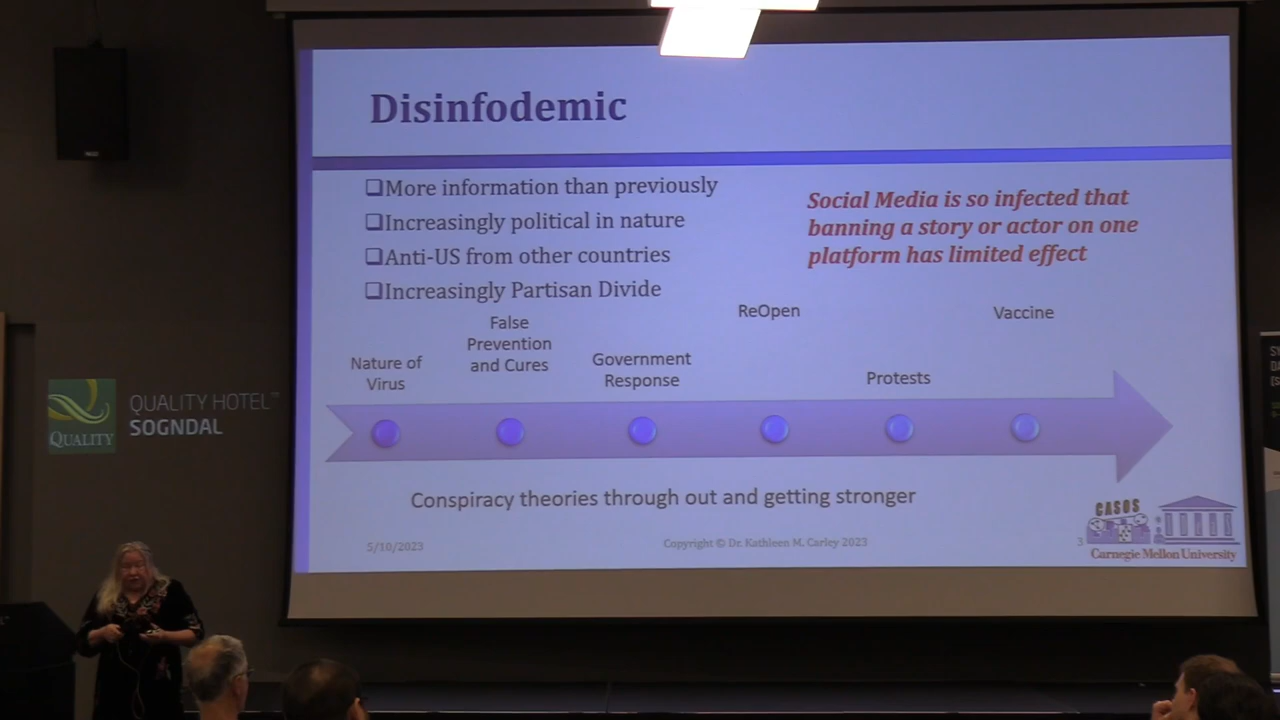 Disinfodemic
More information than previously
Increasingly political in nature
Anti-US from other countries
Increasingly Partisan Divide
Social Media is so infected that
banning a story or actor on one
platform has limited effect
Nature of
Virus
False
Prevention
and Cures
Government
Response
ReOpen
Protests
Vaccine
Conspiracy theories through out and getting stronger
5/10/2023
Copyright © Dr. Kathleen M. Carley 2023
3
CASOS
Carnegie Mellon University
QUALITY
QUALITY HOTEL™
SOGNDAL